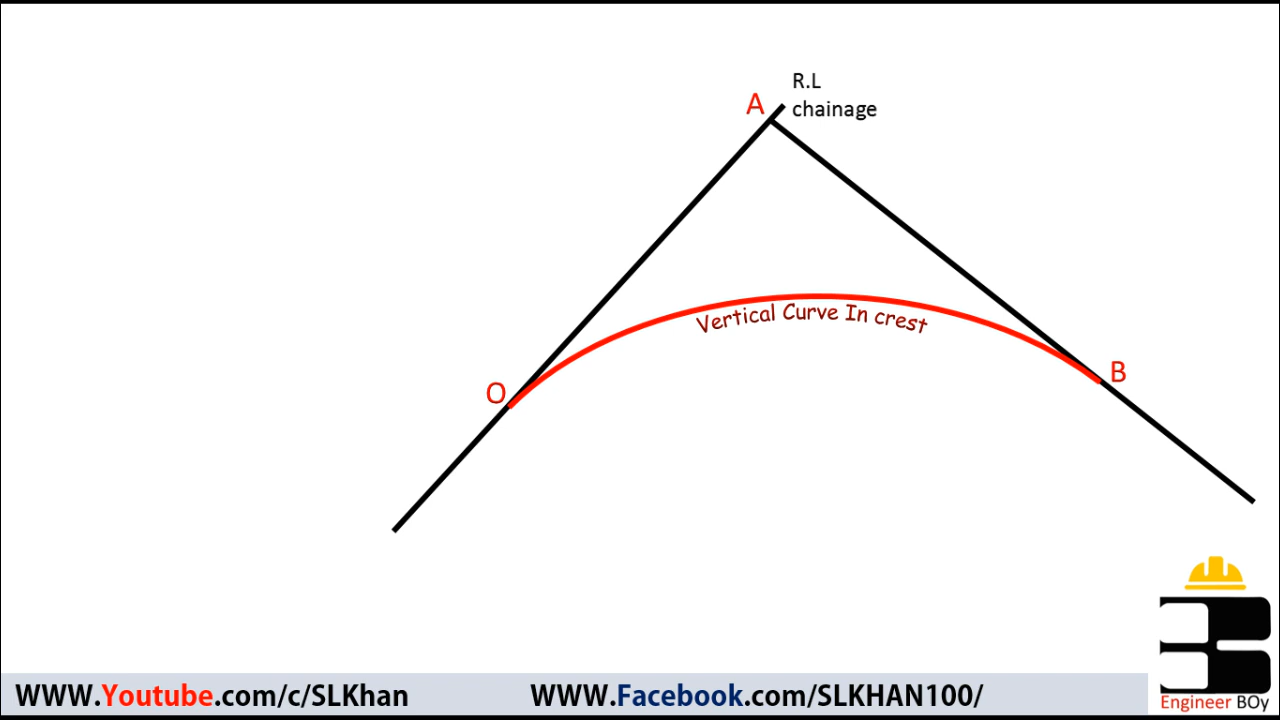 R.L
A
chainage
Vertical Curve In crest
O
B
WWW.Youtube.com/c/SLKhan
WWW.Facebook.com/SLKHAN100/
Engineer BOy